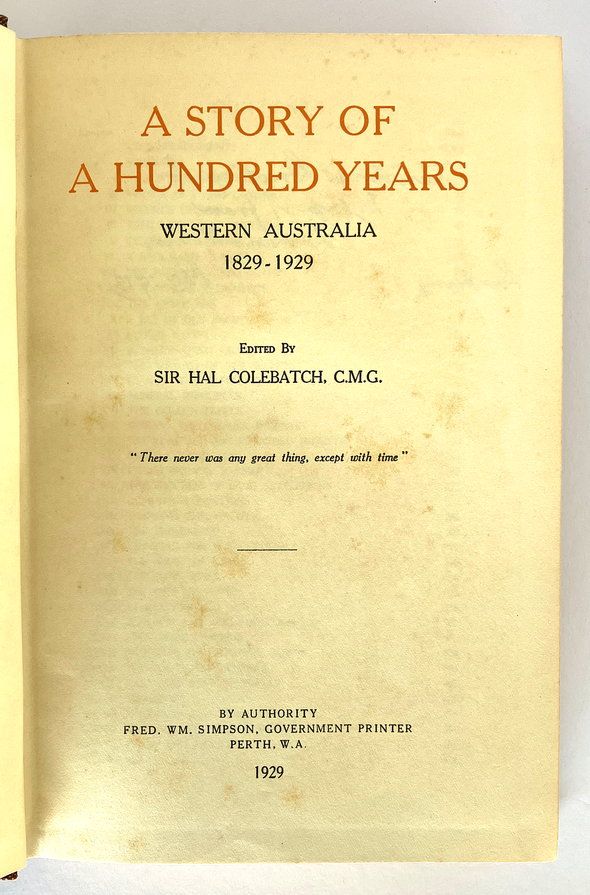 A STORY OF
A HUNDRED YEARS
WESTERN AUSTRALIA
1829-1929
EDITED BY
SIR HAL COLEBATCH, C.M.G.
"There never was any great thing, except with time"
BY AUTHORITY
FRED. WM. SIMPSON, GOVERNMENT PRINTER
PERTH, W.A.
1929